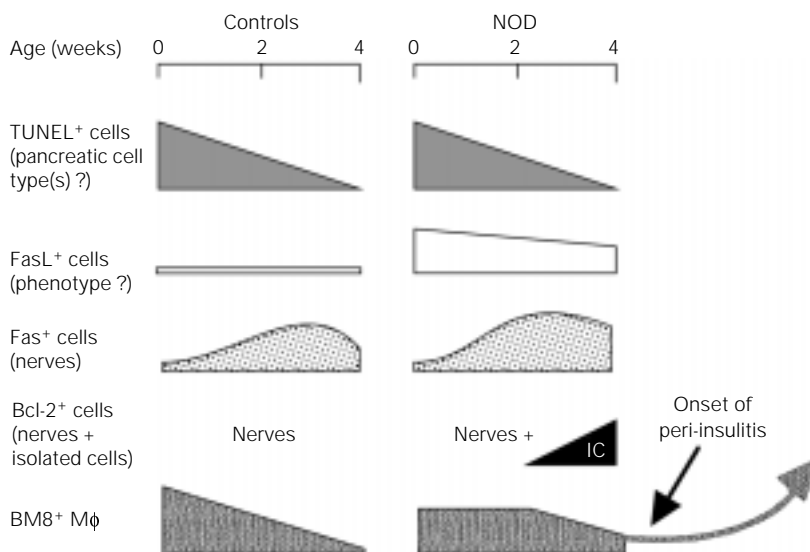 Controls NOD
Age (weeks) 0 2 4 0 2 4
TUNEL⁺ cells
(pancreatic cell
type(s) ?)
FasL⁺ cells
(phenotype ?)
Fas⁺ cells
(nerves)
Bcl-2⁺ cells
(nerves +
isolated cells)
Nerves Nerves + IC
Onset of
peri-insulitis
BM8⁺ Mϕ